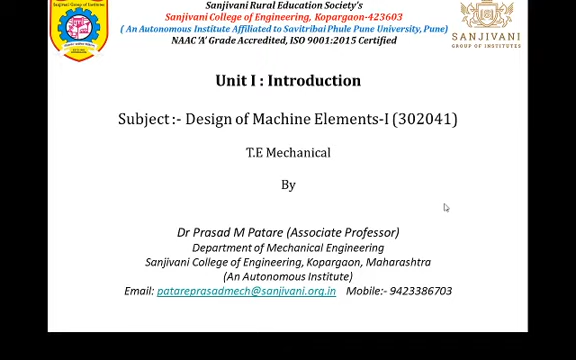 Sanjivani Rural Education Society's
Sanjivani College of Engineering, Kopargaon-423603
( An Autonomous Institute Affiliated to Savitribai Phule Pune University, Pune)
NAAC 'A' Grade Accredited, ISO 9001:2015 Certified
SANJIVANI
GROUP OF INSTITUTES
Unit I : Introduction
Subject :- Design of Machine Elements-I (302041)
T.E Mechanical
By
Dr Prasad M Patare (Associate Professor)
Department of Mechanical Engineering
Sanjivani College of Engineering, Kopargaon, Maharashtra
(An Autonomous Institute)
Email: patareprasadmech@sanjivani.org.in Mobile:- 9423386703